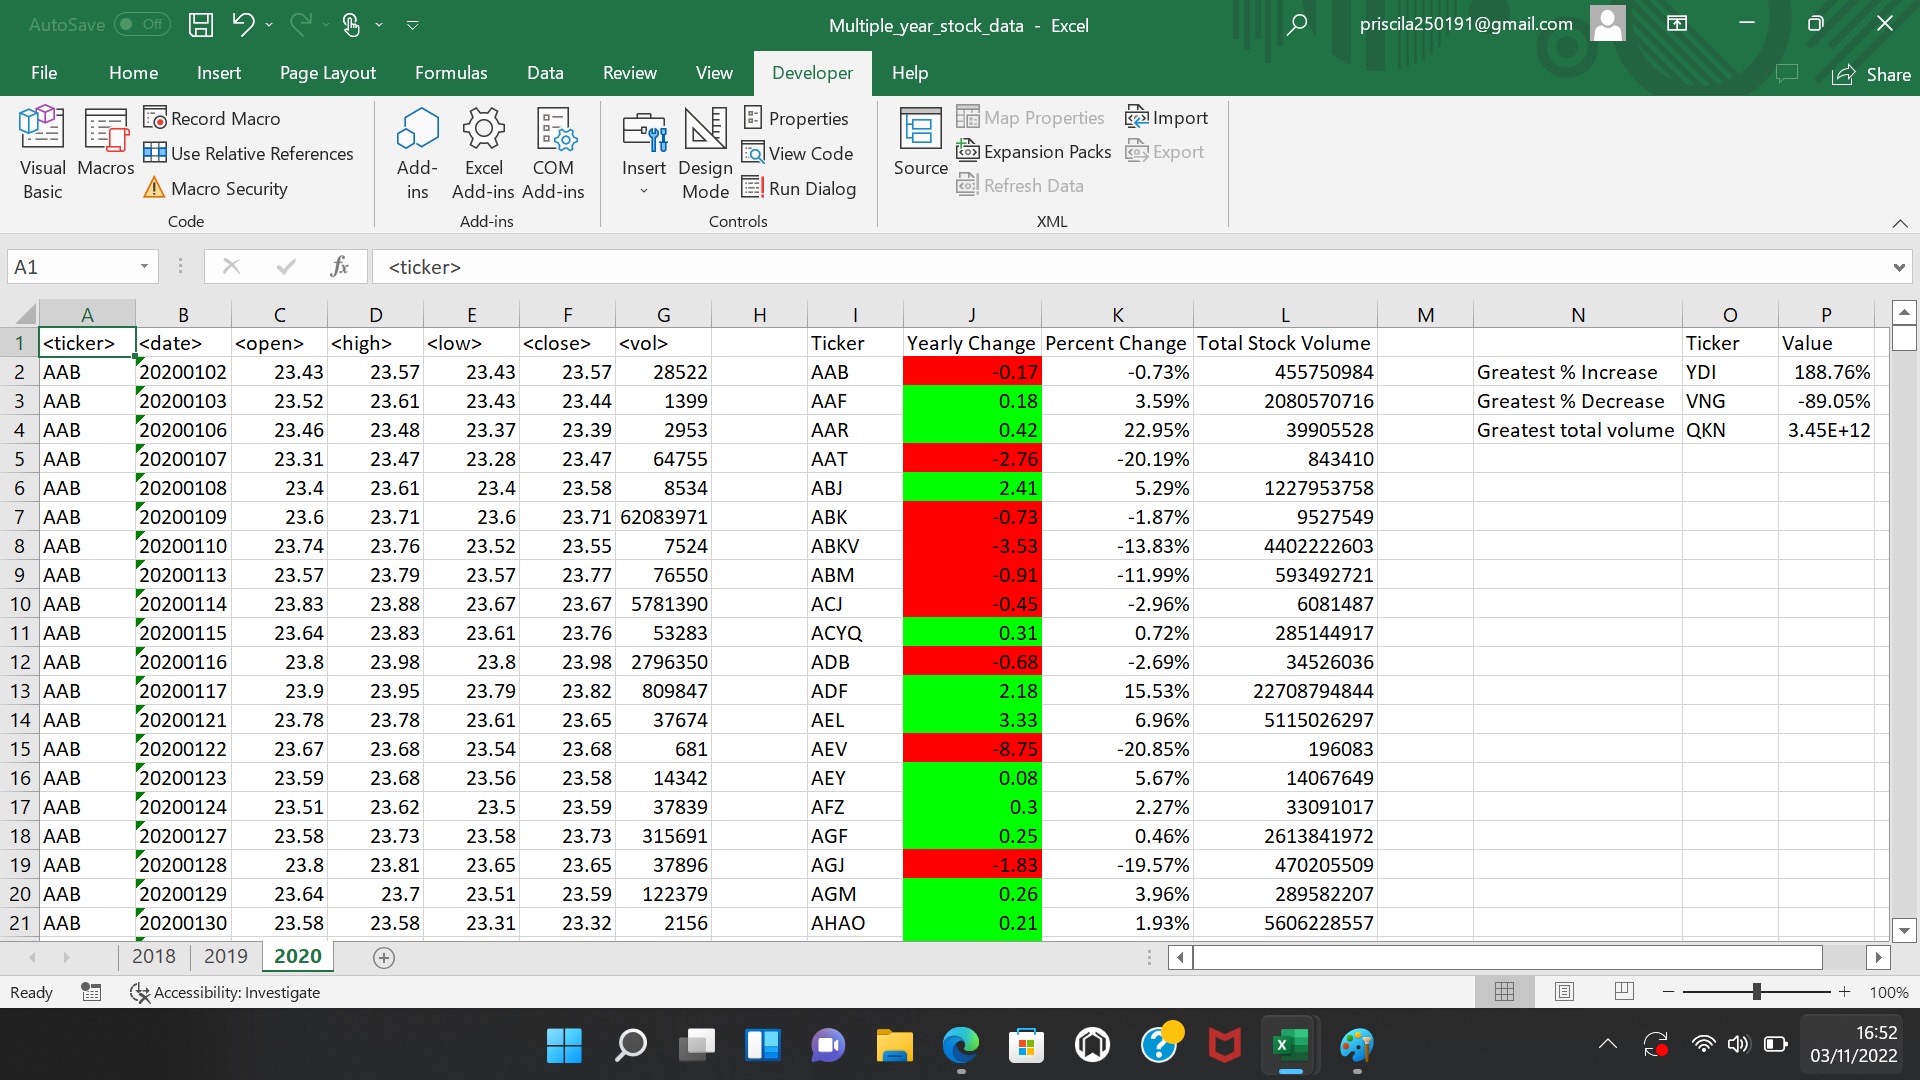 AutoSave Off
Multiple_year_stock_data - Excel
priscila250191@gmail.com
File Home Insert Page Layout Formulas Data Review View Developer Help
Share
Visual Basic
Macros
Record Macro
Use Relative References
Macro Security
Code
Add-ins
Excel Add-ins
COM Add-ins
Add-ins
Insert
Design Mode
Properties
View Code
Run Dialog
Controls
Source
Map Properties
Expansion Packs
Refresh Data
Import
Export
XML
A1 fx <ticker>
A B C D E F G H I J K L M N O P
1 <ticker> <date> <open> <high> <low> <close> <vol> Ticker Yearly Change Percent Change Total Stock Volume Ticker Value
2 AAB 20200102 23.43 23.57 23.43 23.57 28522 AAB -0.17 -0.73% 455750984 Greatest % Increase YDI 188.76%
3 AAB 20200103 23.52 23.61 23.43 23.44 1399 AAF 0.18 3.59% 2080570716 Greatest % Decrease VNG -89.05%
4 AAB 20200106 23.46 23.48 23.37 23.39 2953 AAR 0.42 22.95% 39905528 Greatest total volume QKN 3.45E+12
5 AAB 20200107 23.31 23.47 23.28 23.47 64755 AAT -2.76 -20.19% 843410
6 AAB 20200108 23.4 23.61 23.4 23.58 8534 ABJ 2.41 5.29% 1227953758
7 AAB 20200109 23.6 23.71 23.6 23.71 62083971 ABK -0.73 -1.87% 9527549
8 AAB 20200110 23.74 23.76 23.52 23.55 7524 ABKV -3.53 -13.83% 4402222603
9 AAB 20200113 23.57 23.79 23.57 23.77 76550 ABM -0.91 -11.99% 593492721
10 AAB 20200114 23.83 23.88 23.67 23.67 5781390 ACJ -0.45 -2.96% 6081487
11 AAB 20200115 23.64 23.83 23.61 23.76 53283 ACYQ 0.31 0.72% 285144917
12 AAB 20200116 23.8 23.98 23.8 23.98 2796350 ADB -0.68 -2.69% 34526036
13 AAB 20200117 23.9 23.95 23.79 23.82 809847 ADF 2.18 15.53% 22708794844
14 AAB 20200121 23.78 23.78 23.61 23.65 37674 AEL 3.33 6.96% 5115026297
15 AAB 20200122 23.67 23.68 23.54 23.68 681 AEV -8.75 -20.85% 196083
16 AAB 20200123 23.59 23.68 23.56 23.58 14342 AEY 0.08 5.67% 14067649
17 AAB 20200124 23.51 23.62 23.5 23.59 37839 AFZ 0.3 2.27% 33091017
18 AAB 20200127 23.58 23.73 23.58 23.73 315691 AGF 0.25 0.46% 2613841972
19 AAB 20200128 23.8 23.81 23.65 23.65 37896 AGJ -1.83 -19.57% 470205509
20 AAB 20200129 23.64 23.7 23.51 23.59 122379 AGM 0.26 3.96% 289582207
21 AAB 20200130 23.58 23.58 23.31 23.32 2156 AHAO 0.21 1.93% 5606228557
2018 2019 2020
Ready Accessibility: Investigate 100%
16:52
03/11/2022